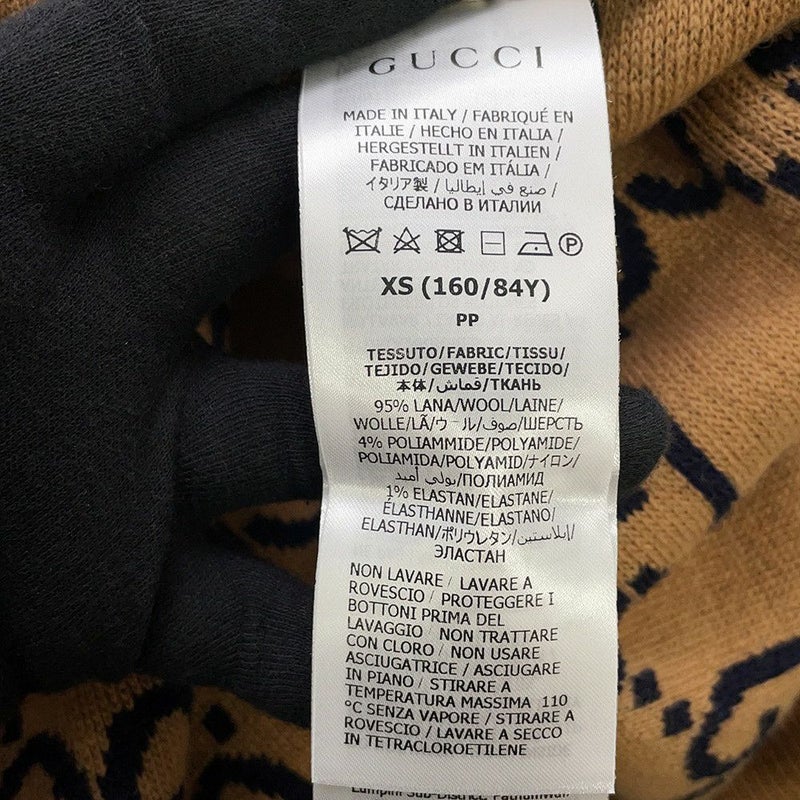 GUCCI
MADE IN ITALY / FABRIQUÉ EN
ITALIE / HECHO EN ITALIA /
HERGESTELLT IN ITALIEN /
FABRICADO EM ITÁLIA /
イタリア製 / صنع في إيطاليا /
СДЕЛАНО В ИТАЛИИ
P
XS (160/84Y)
PP
TESSUTO/FABRIC/TISSU/
TEJIDO/GEWEBE/TECIDO/
本体/قماش/ТКАНЬ
95% LANA/WOOL/LAINE/
WOLLE/LÃ/ウール/صوف/ШЕРСТЬ
4% POLIAMMIDE/POLYAMIDE/
POLIAMIDA/POLYAMID/ナイロン/
بولي أميد/ПОЛИАМИД
1% ELASTAN/ELASTANE/
ÉLASTHANNE/ELASTANO/
ELASTHAN/ポリウレタン/إيلاستين/
ЭЛАСТАН
NON LAVARE / LAVARE A
ROVESCIO / PROTEGGERE I
BOTTONI PRIMA DEL
LAVAGGIO / NON TRATTARE
CON CLORO / NON USARE
ASCIUGATRICE / ASCIUGARE
IN PIANO / STIRARE A
TEMPERATURA MASSIMA 110
°C SENZA VAPORE / STIRARE A
ROVESCIO / LAVARE A SECCO
IN TETRACLOROETILENE
Lumpini Sub-District, Pathumwan